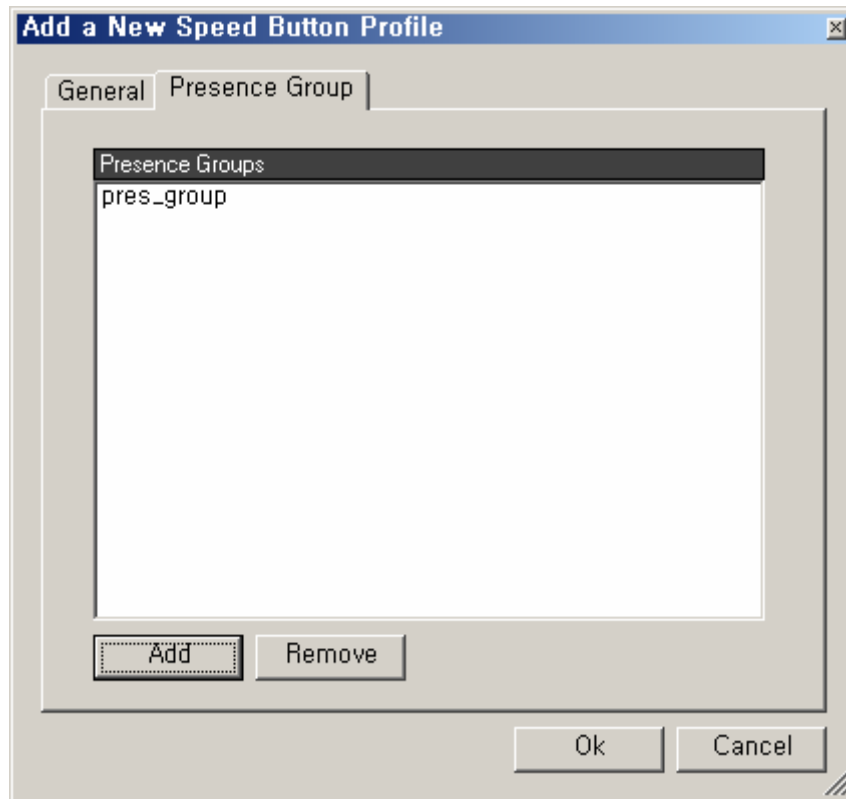 Add a New Speed Button Profile
General Presence Group
Presence Groups
pres_group
Add Remove
Ok Cancel